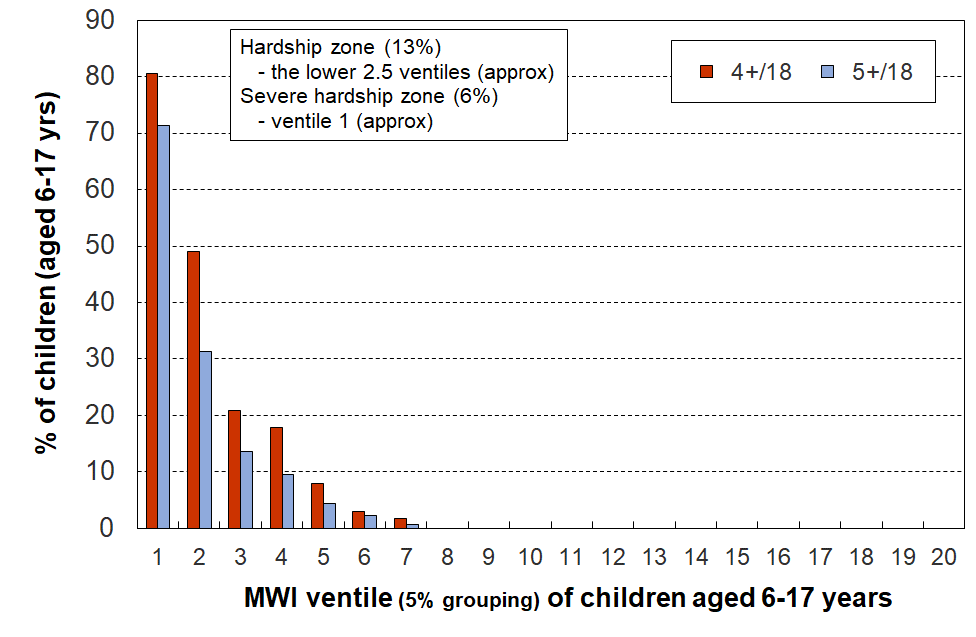 90
80
70
60
50
40
30
20
10
0
% of children (aged 6-17 yrs)
Hardship zone (13%)
- the lower 2.5 ventiles (approx)
Severe hardship zone (6%)
- ventile 1 (approx)
4+/18 5+/18
1 2 3 4 5 6 7 8 9 10 11 12 13 14 15 16 17 18 19 20
MWI ventile (5% grouping) of children aged 6-17 years